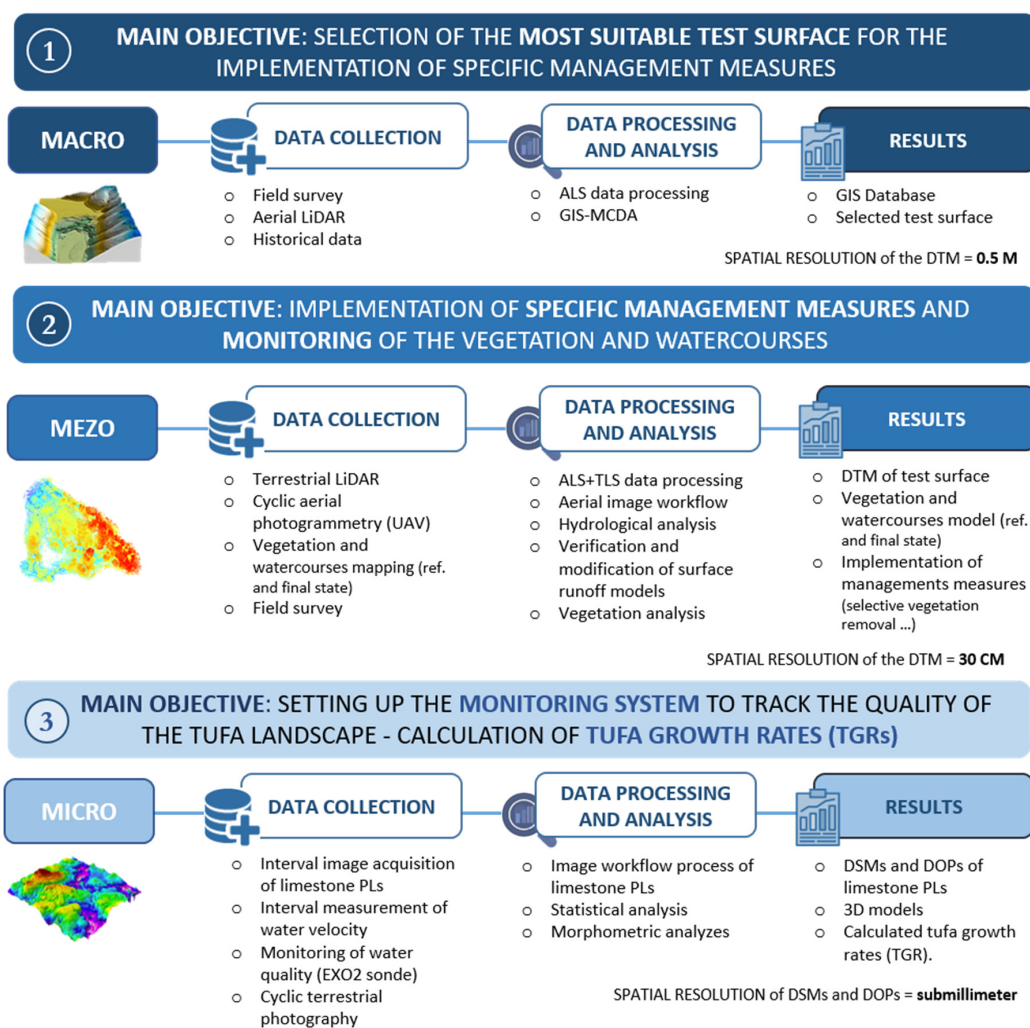 1
MAIN OBJECTIVE: SELECTION OF THE MOST SUITABLE TEST SURFACE FOR THE
IMPLEMENTATION OF SPECIFIC MANAGEMENT MEASURES
MACRO
DATA COLLECTION
o Field survey
o Aerial LiDAR
o Historical data
DATA PROCESSING
AND ANALYSIS
o ALS data processing
o GIS-MCDA
RESULTS
o GIS Database
o Selected test surface
SPATIAL RESOLUTION of the DTM = 0.5 M
2
MAIN OBJECTIVE: IMPLEMENTATION OF SPECIFIC MANAGEMENT MEASURES AND
MONITORING OF THE VEGETATION AND WATERCOURSES
MEZO
DATA COLLECTION
o Terrestrial LiDAR
o Cyclic aerial
photogrammetry (UAV)
o Vegetation and
watercourses mapping (ref.
and final state)
o Field survey
DATA PROCESSING
AND ANALYSIS
o ALS+TLS data processing
o Aerial image workflow
o Hydrological analysis
o Verification and
modification of surface
runoff models
o Vegetation analysis
RESULTS
o DTM of test surface
o Vegetation and
watercourses model (ref.
and final state)
o Implementation of
managements measures
(selective vegetation
removal ...)
SPATIAL RESOLUTION of the DTM = 30 CM
3
MAIN OBJECTIVE: SETTING UP THE MONITORING SYSTEM TO TRACK THE QUALITY OF
THE TUFA LANDSCAPE - CALCULATION OF TUFA GROWTH RATES (TGRs)
MICRO
DATA COLLECTION
o Interval image acquisition
of limestone PLs
o Interval measurement of
water velocity
o Monitoring of water
quality (EXO2 sonde)
o Cyclic terrestrial
photography
DATA PROCESSING
AND ANALYSIS
o Image workflow process of
limestone PLs
o Statistical analysis
o Morphometric analyzes
RESULTS
o DSMs and DOPs of
limestone PLs
o 3D models
o Calculated tufa growth
rates (TGR).
SPATIAL RESOLUTION of DSMs and DOPs = submillimeter